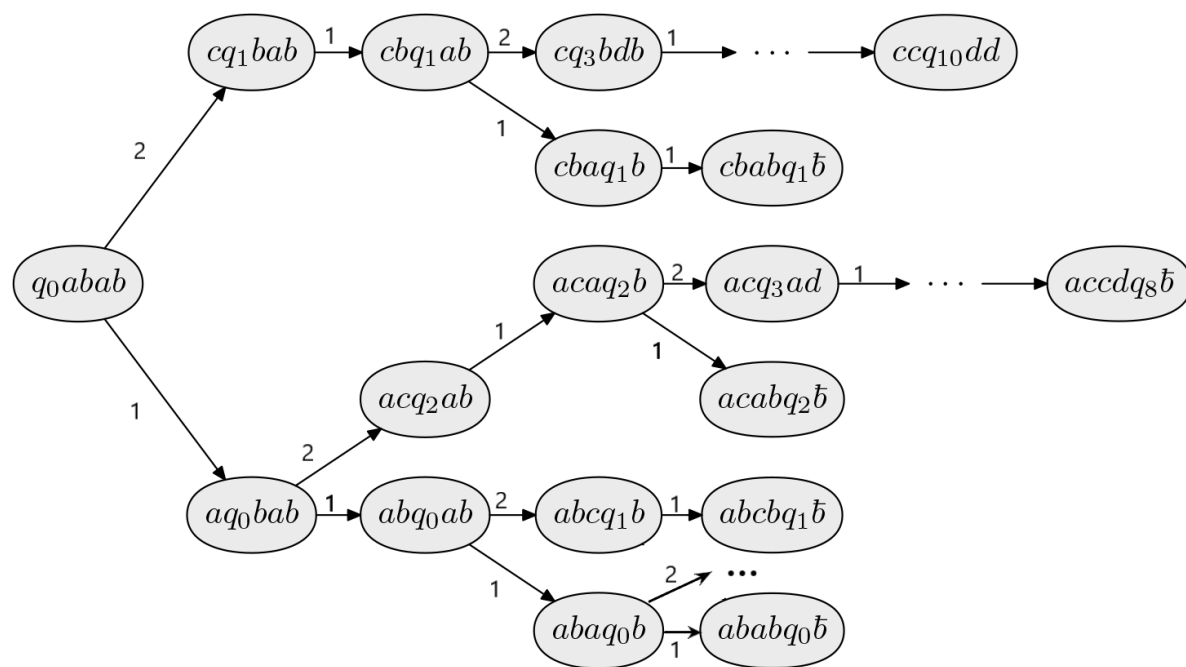 cq₁bab 1 cbq₁ab 2 cq₃bdb 1 ··· ccq₁₀dd
2 1 cbaq₁b 1 cbabq₁ƀ
q₀abab acaq₂b 2 acq₃ad 1 ··· accdq₈ƀ
1 1 1
acq₂ab acabq₂ƀ
2
aq₀bab 1 abq₀ab 2 abcq₁b 1 abcbq₁ƀ
1 2 ···
abaq₀b 1 ababq₀ƀ